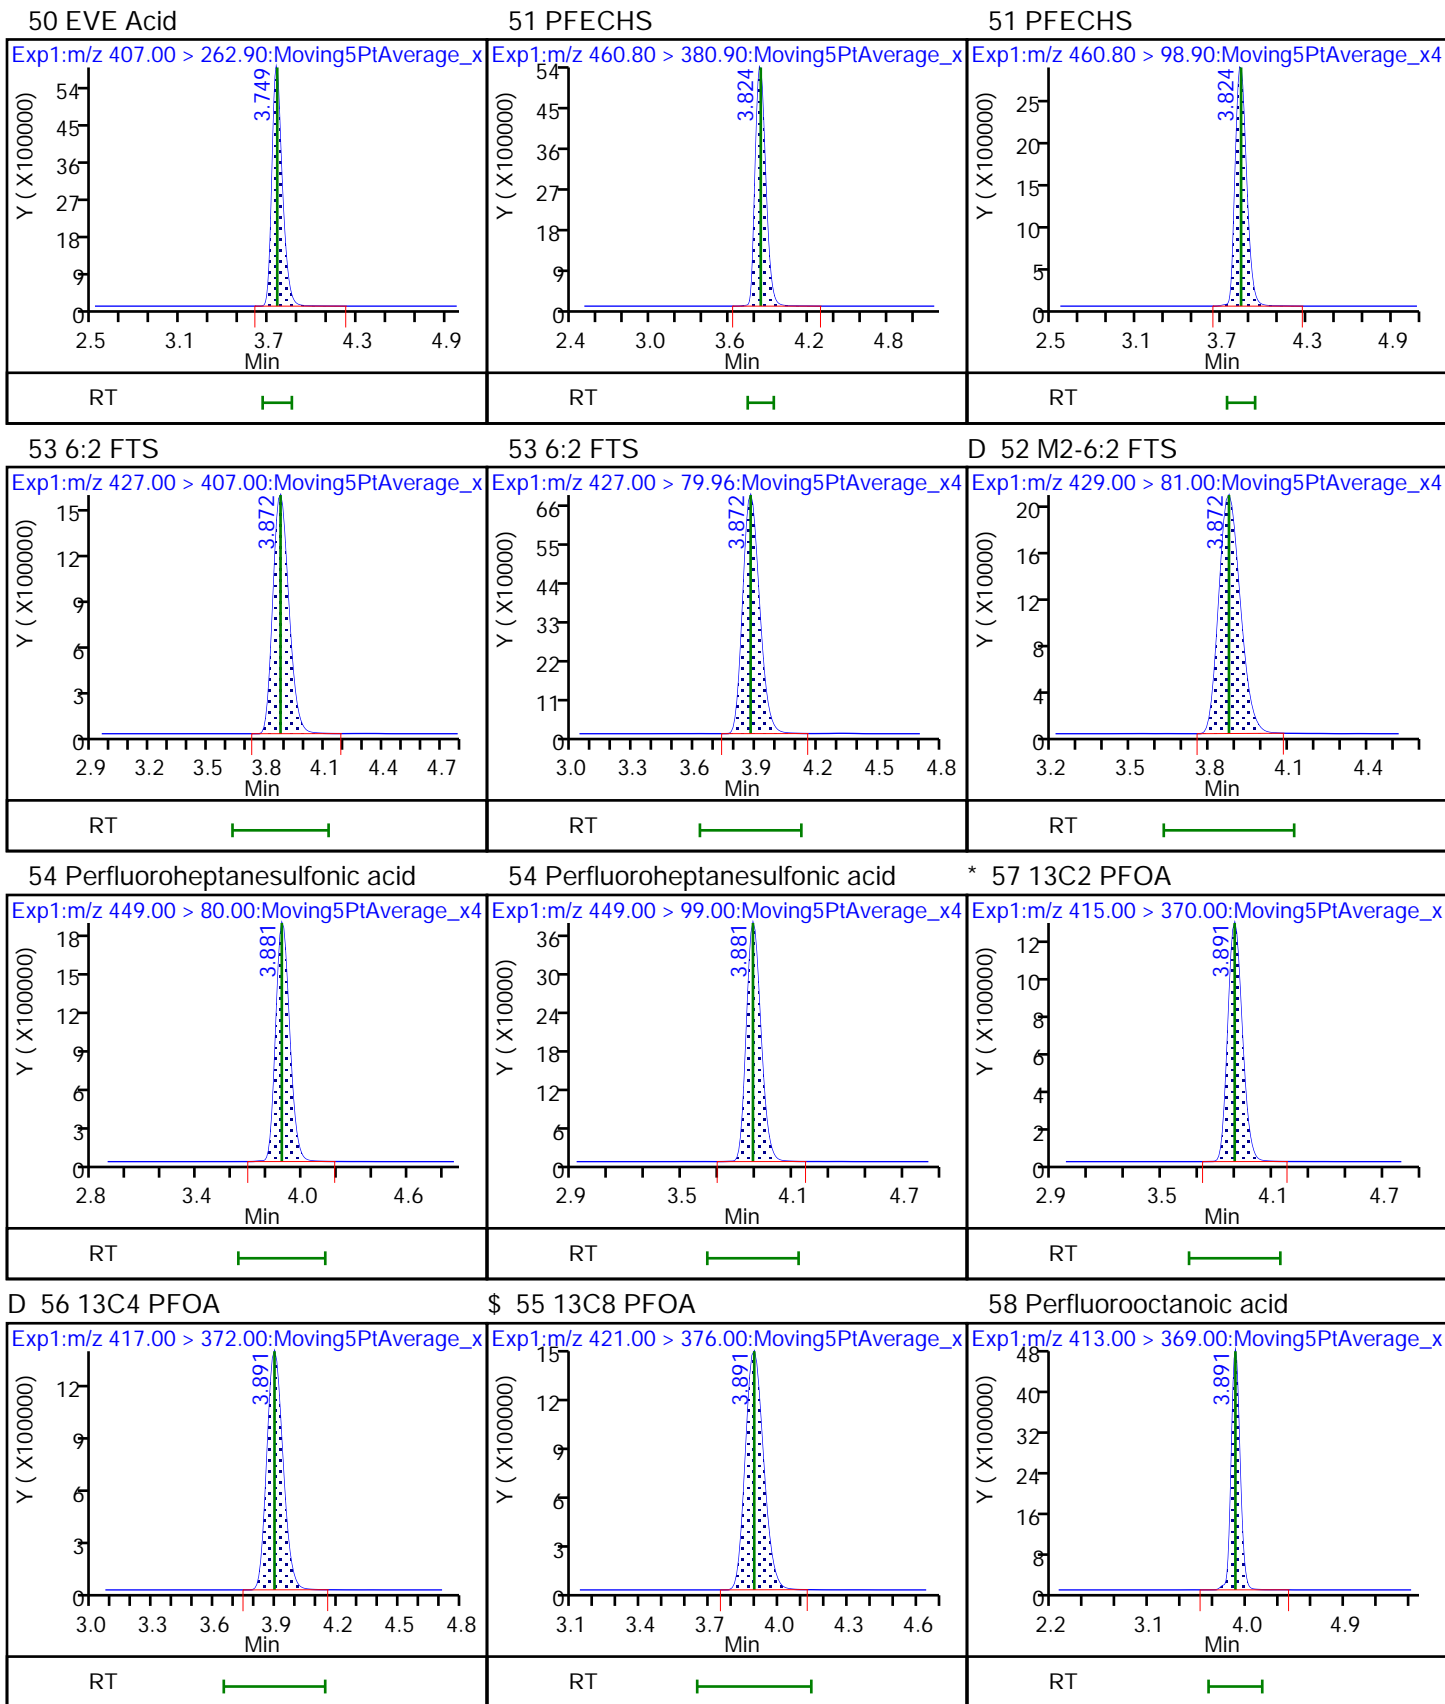 50 EVE Acid
Exp1:m/z 407.00 > 262.90:Moving5PtAverage_x
3.749
Y ( X100000)
54
45
36
27
18
9
0
2.5 3.1 3.7 4.3 4.9
Min
RT
51 PFECHS
Exp1:m/z 460.80 > 380.90:Moving5PtAverage_x
3.824
Y ( X100000)
54
45
36
27
18
9
0
2.4 3.0 3.6 4.2 4.8
Min
RT
51 PFECHS
Exp1:m/z 460.80 > 98.90:Moving5PtAverage_x4
3.824
Y ( X100000)
25
20
15
10
5
0
2.5 3.1 3.7 4.3 4.9
Min
RT
53 6:2 FTS
Exp1:m/z 427.00 > 407.00:Moving5PtAverage_x
3.872
Y ( X100000)
15
12
9
6
3
0
2.9 3.2 3.5 3.8 4.1 4.4 4.7
Min
RT
53 6:2 FTS
Exp1:m/z 427.00 > 79.96:Moving5PtAverage_x4
3.872
Y ( X10000)
66
55
44
33
22
11
0
3.0 3.3 3.6 3.9 4.2 4.5 4.8
Min
RT
D 52 M2-6:2 FTS
Exp1:m/z 429.00 > 81.00:Moving5PtAverage_x4
3.872
Y ( X10000)
20
16
12
8
4
0
3.2 3.5 3.8 4.1 4.4
Min
RT
54 Perfluoroheptanesulfonic acid
Exp1:m/z 449.00 > 80.00:Moving5PtAverage_x4
3.881
Y ( X100000)
18
15
12
9
6
3
0
2.8 3.4 4.0 4.6
Min
RT
54 Perfluoroheptanesulfonic acid
Exp1:m/z 449.00 > 99.00:Moving5PtAverage_x4
3.881
Y ( X10000)
36
30
24
18
12
6
0
2.9 3.5 4.1 4.7
Min
RT
* 57 13C2 PFOA
Exp1:m/z 415.00 > 370.00:Moving5PtAverage_x
3.891
Y ( X100000)
12
10
8
6
4
2
0
2.9 3.5 4.1 4.7
Min
RT
D 56 13C4 PFOA
Exp1:m/z 417.00 > 372.00:Moving5PtAverage_x
3.891
Y ( X100000)
12
9
6
3
0
3.0 3.3 3.6 3.9 4.2 4.5 4.8
Min
RT
$ 55 13C8 PFOA
Exp1:m/z 421.00 > 376.00:Moving5PtAverage_x
3.891
Y ( X100000)
15
12
9
6
3
0
3.1 3.4 3.7 4.0 4.3 4.6
Min
RT
58 Perfluorooctanoic acid
Exp1:m/z 413.00 > 369.00:Moving5PtAverage_x
3.891
Y ( X100000)
48
40
32
24
16
8
0
2.2 3.1 4.0 4.9
Min
RT